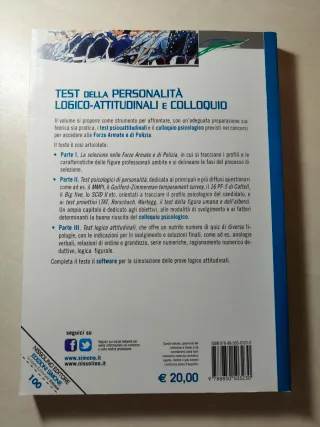 TEST DELLA PERSONALITÀ
LOGICO-ATTITUDINALI E COLLOQUIO
Il volume si propone come strumento per affrontare, con un'adeguata preparazione sia
teorica sia pratica, i test psicoattitudinali e il colloquio psicologico previsti nei concorsi
per accedere alle Forze Armate e di Polizia.
Il testo è così articolato:
• Parte I. La selezione nelle Forze Armate e di Polizia, in cui si tracciano i profili e le
caratteristiche delle figure professionali ambite e si delineano le fasi del processo di
selezione.
• Parte II. Test psicologici di personalità, dedicata ai principali e più diffusi questionari
come ad es. il MMPI, il Guilford-Zimmerman temperament survey, il 16 PF-5 di Cattell,
il Big five, lo SCID II etc. orientati a tracciare il profilo psicologico del candidato, e
ai test proiettivi (TAT, Rorschach, Wartegg, il test della figura umana e dell'albero).
Un ampio capitolo è dedicato agli obiettivi, alle modalità di svolgimento e ai fattori
determinanti la buona riuscita del colloquio psicologico.
• Parte III. Test logico attitudinali, che offre un nutrito numero di quiz di diversa ti-
pologie, con le indicazioni per lo svolgimento e soluzioni finali: come ad es. analogie
verbali, relazioni di ordine e grandezza, serie numeriche, ragionamento numerico de-
duttivo, logica figurale.
Completa il testo il software per la simulazione delle prove logico attitudinali.
seguici su
www.simone.it
www.nissolino.it
€ 20,00
NISSOLINO EDITORE
EDIZIONI SIMONE
100